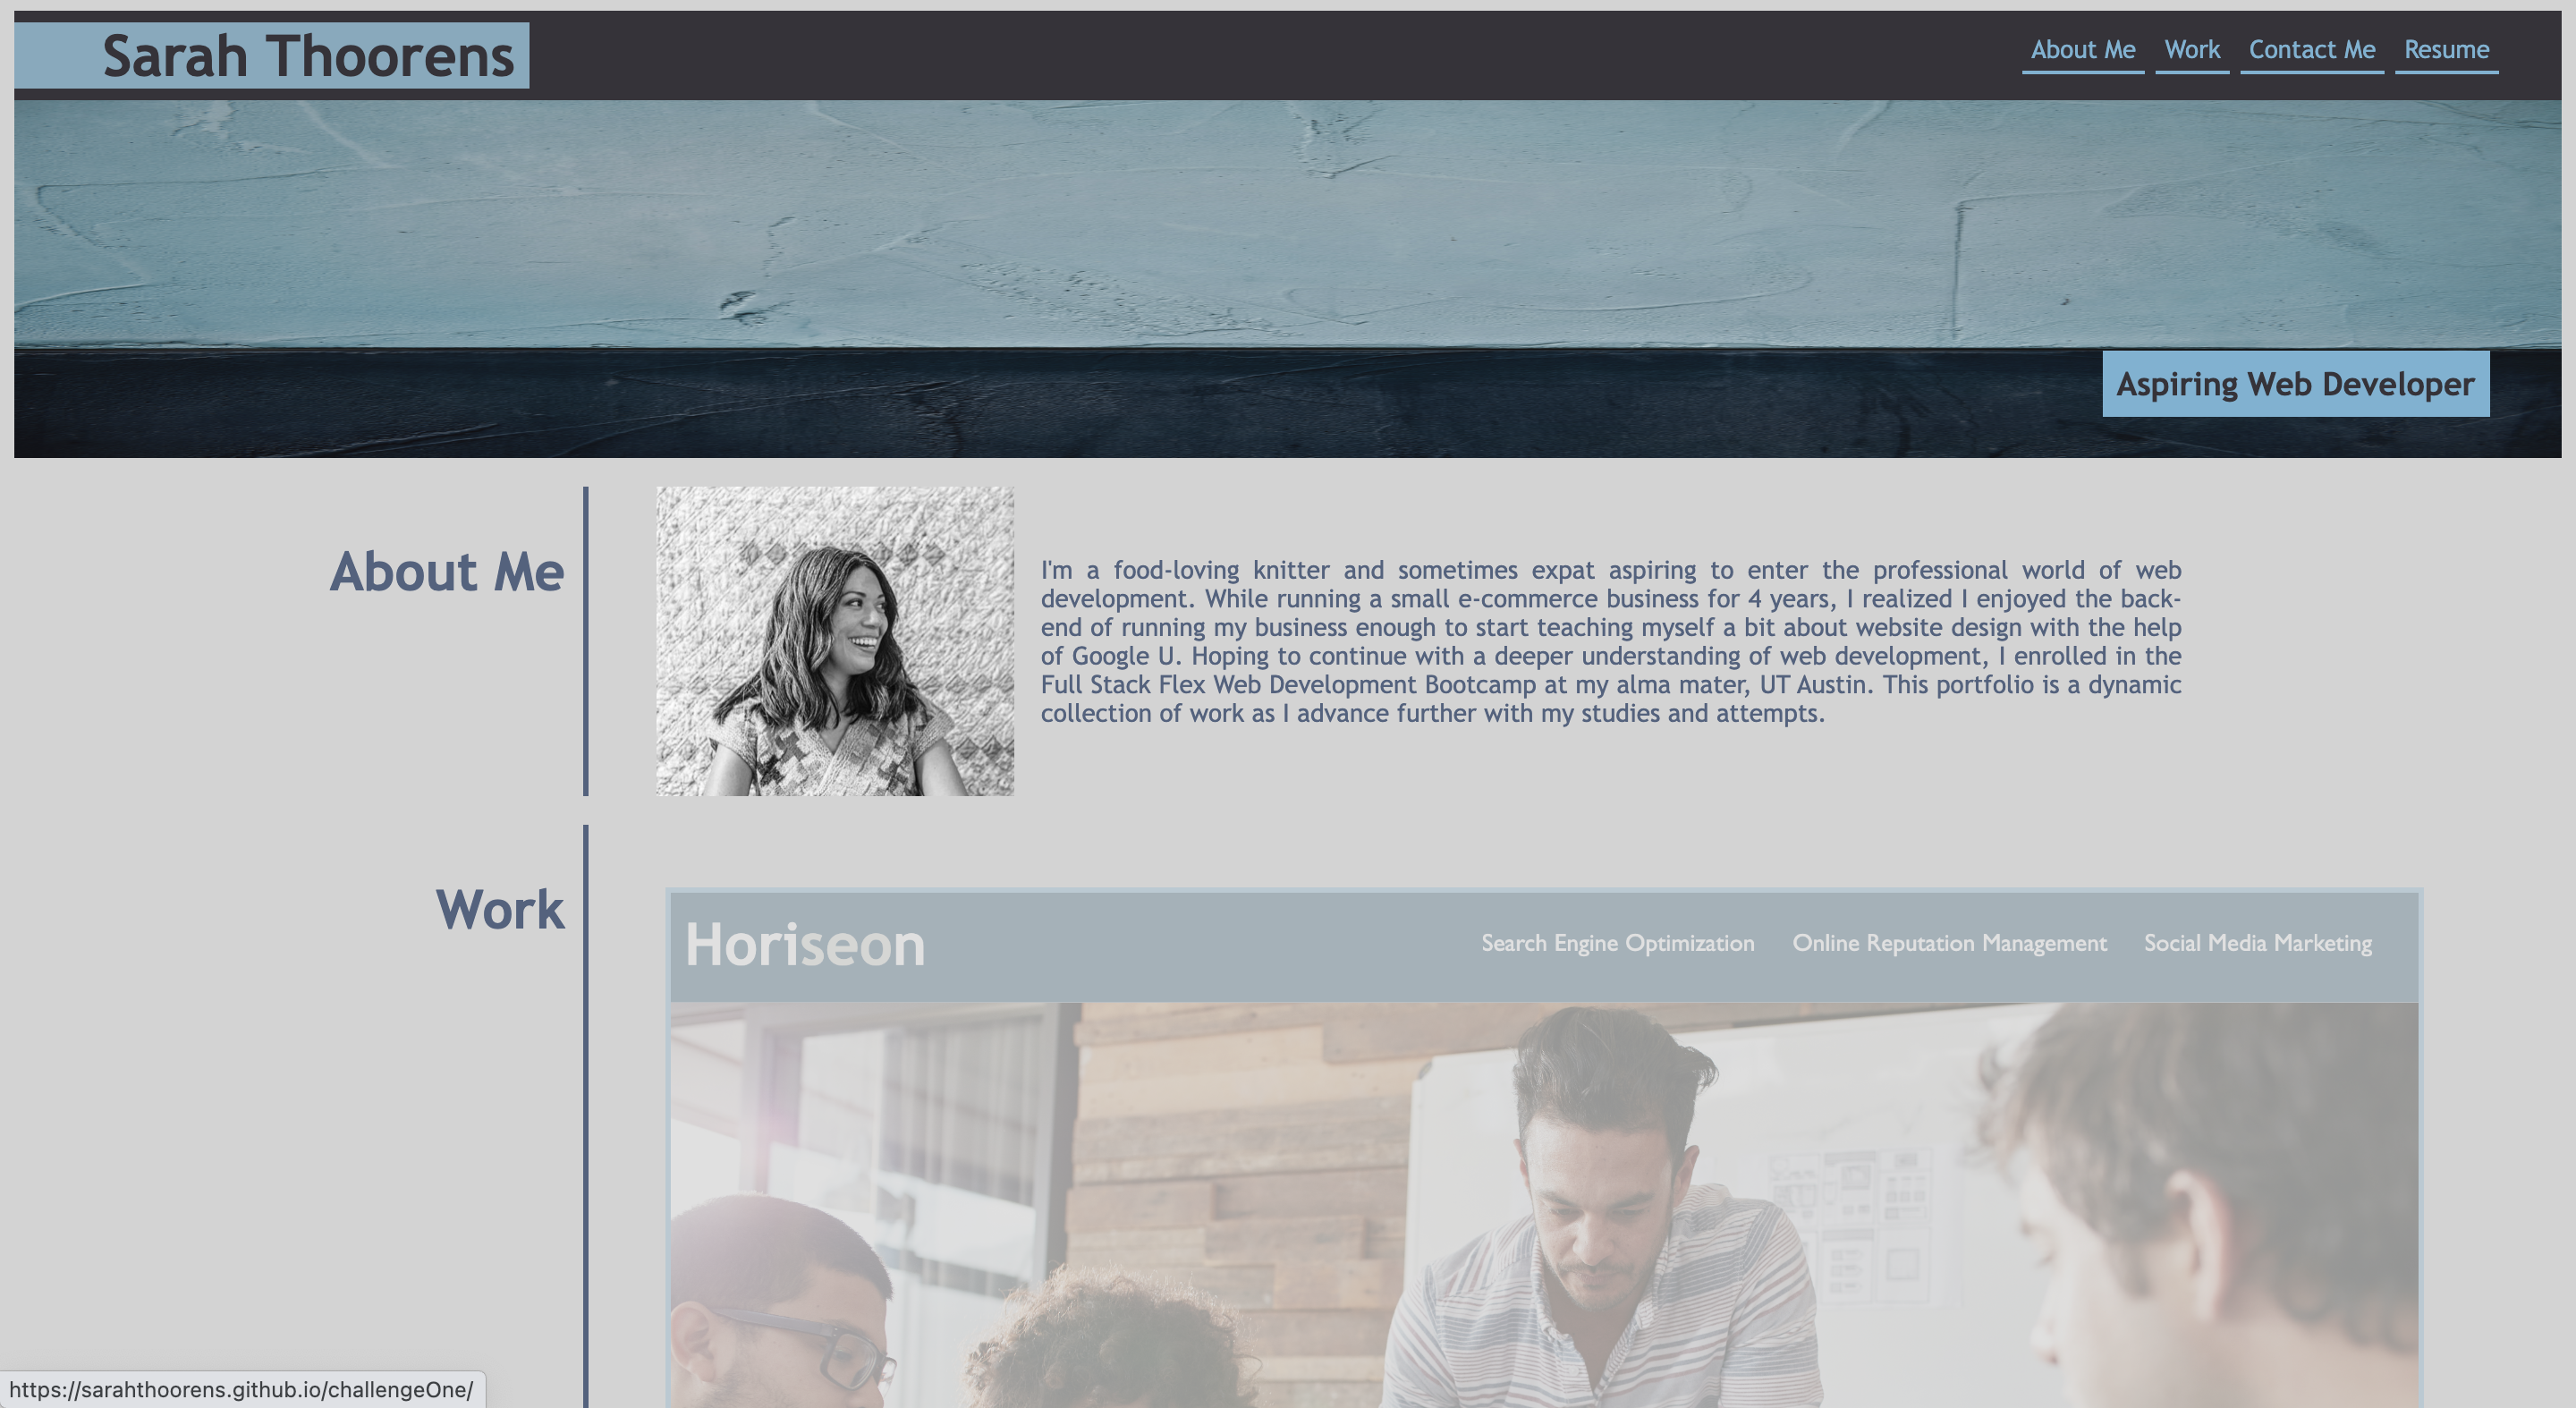 Sarah Thoorens
About Me Work Contact Me Resume
Aspiring Web Developer
About Me
I'm a food-loving knitter and sometimes expat aspiring to enter the professional world of web
development. While running a small e-commerce business for 4 years, I realized I enjoyed the back-
end of running my business enough to start teaching myself a bit about website design with the help
of Google U. Hoping to continue with a deeper understanding of web development, I enrolled in the
Full Stack Flex Web Development Bootcamp at my alma mater, UT Austin. This portfolio is a dynamic
collection of work as I advance further with my studies and attempts.
Work
Horiseon
Search Engine Optimization Online Reputation Management Social Media Marketing
https://sarahthoorens.github.io/challengeOne/